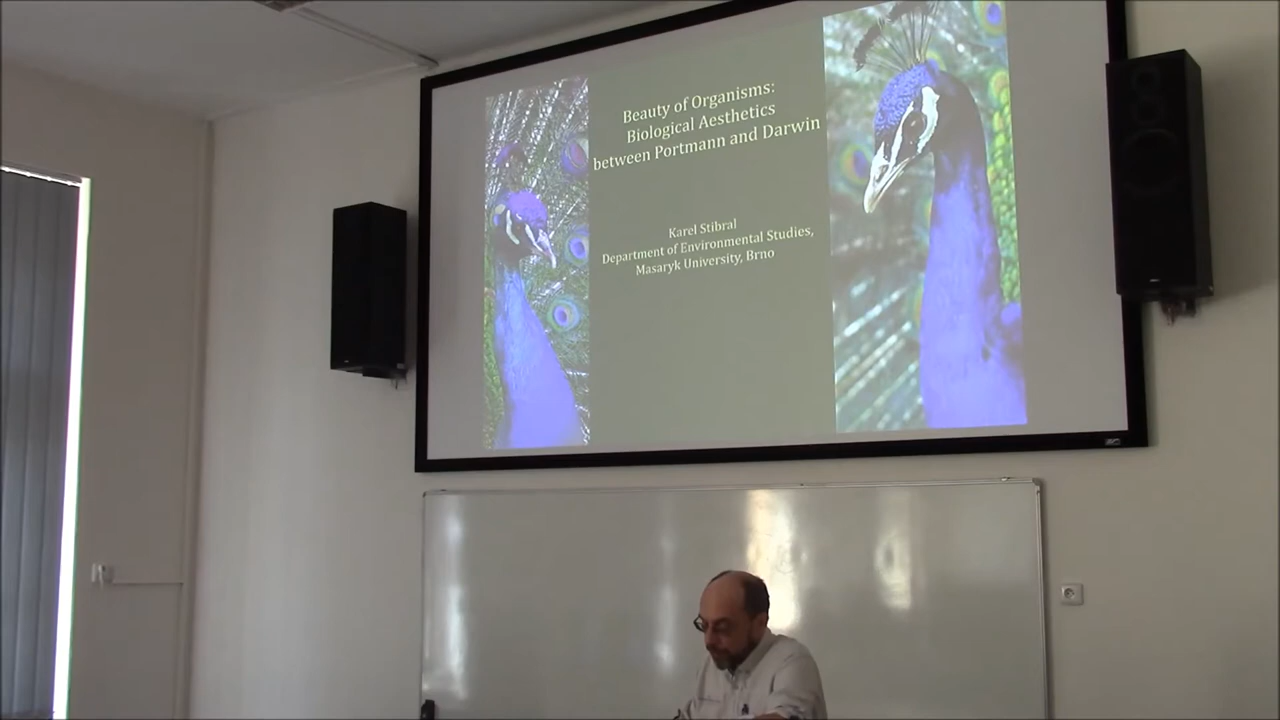 Beauty of Organisms:
Biological Aesthetics
between Portmann and Darwin
Karel Stibral
Department of Environmental Studies,
Masaryk University, Brno